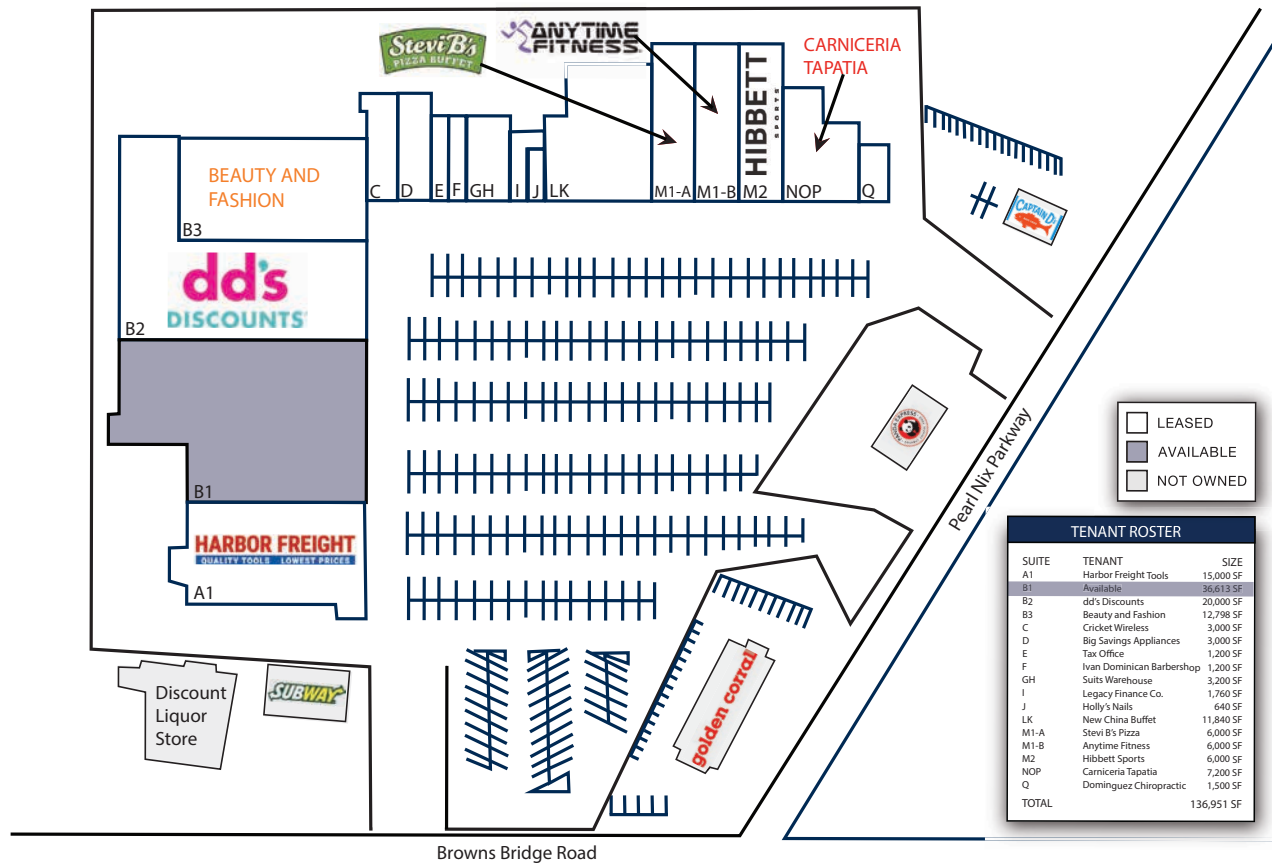 Stevi B's
PIZZA BUFFET
ANYTIME
FITNESS
HIBBETT
SPORTS
CARNICERIA
TAPATIA
CAPTAIN D's
BEAUTY AND
FASHION
B3
C
D
E
F
GH
I
J
LK
M1-A
M1-B
M2
NOP
Q
dd's
DISCOUNTS
B2
B1
HARBOR FREIGHT
QUALITY TOOLS LOWEST PRICES
A1
PANDA EXPRESS
Pearl Nix Parkway
LEASED
AVAILABLE
NOT OWNED
Discount
Liquor
Store
SUBWAY
golden corral
Browns Bridge Road
TENANT ROSTER
SUITE TENANT SIZE
A1 Harbor Freight Tools 15,000 SF
B1 Available 36,613 SF
B2 dd's Discounts 20,000 SF
B3 Beauty and Fashion 12,798 SF
C Cricket Wireless 3,000 SF
D Big Savings Appliances 3,000 SF
E Tax Office 1,200 SF
F Ivan Dominican Barbershop 1,200 SF
GH Suits Warehouse 3,200 SF
I Legacy Finance Co. 1,760 SF
J Holly's Nails 640 SF
LK New China Buffet 11,840 SF
M1-A Stevi B's Pizza 6,000 SF
M1-B Anytime Fitness 6,000 SF
M2 Hibbett Sports 6,000 SF
NOP Carniceria Tapatia 7,200 SF
Q Dominguez Chiropractic 1,500 SF
TOTAL 136,951 SF